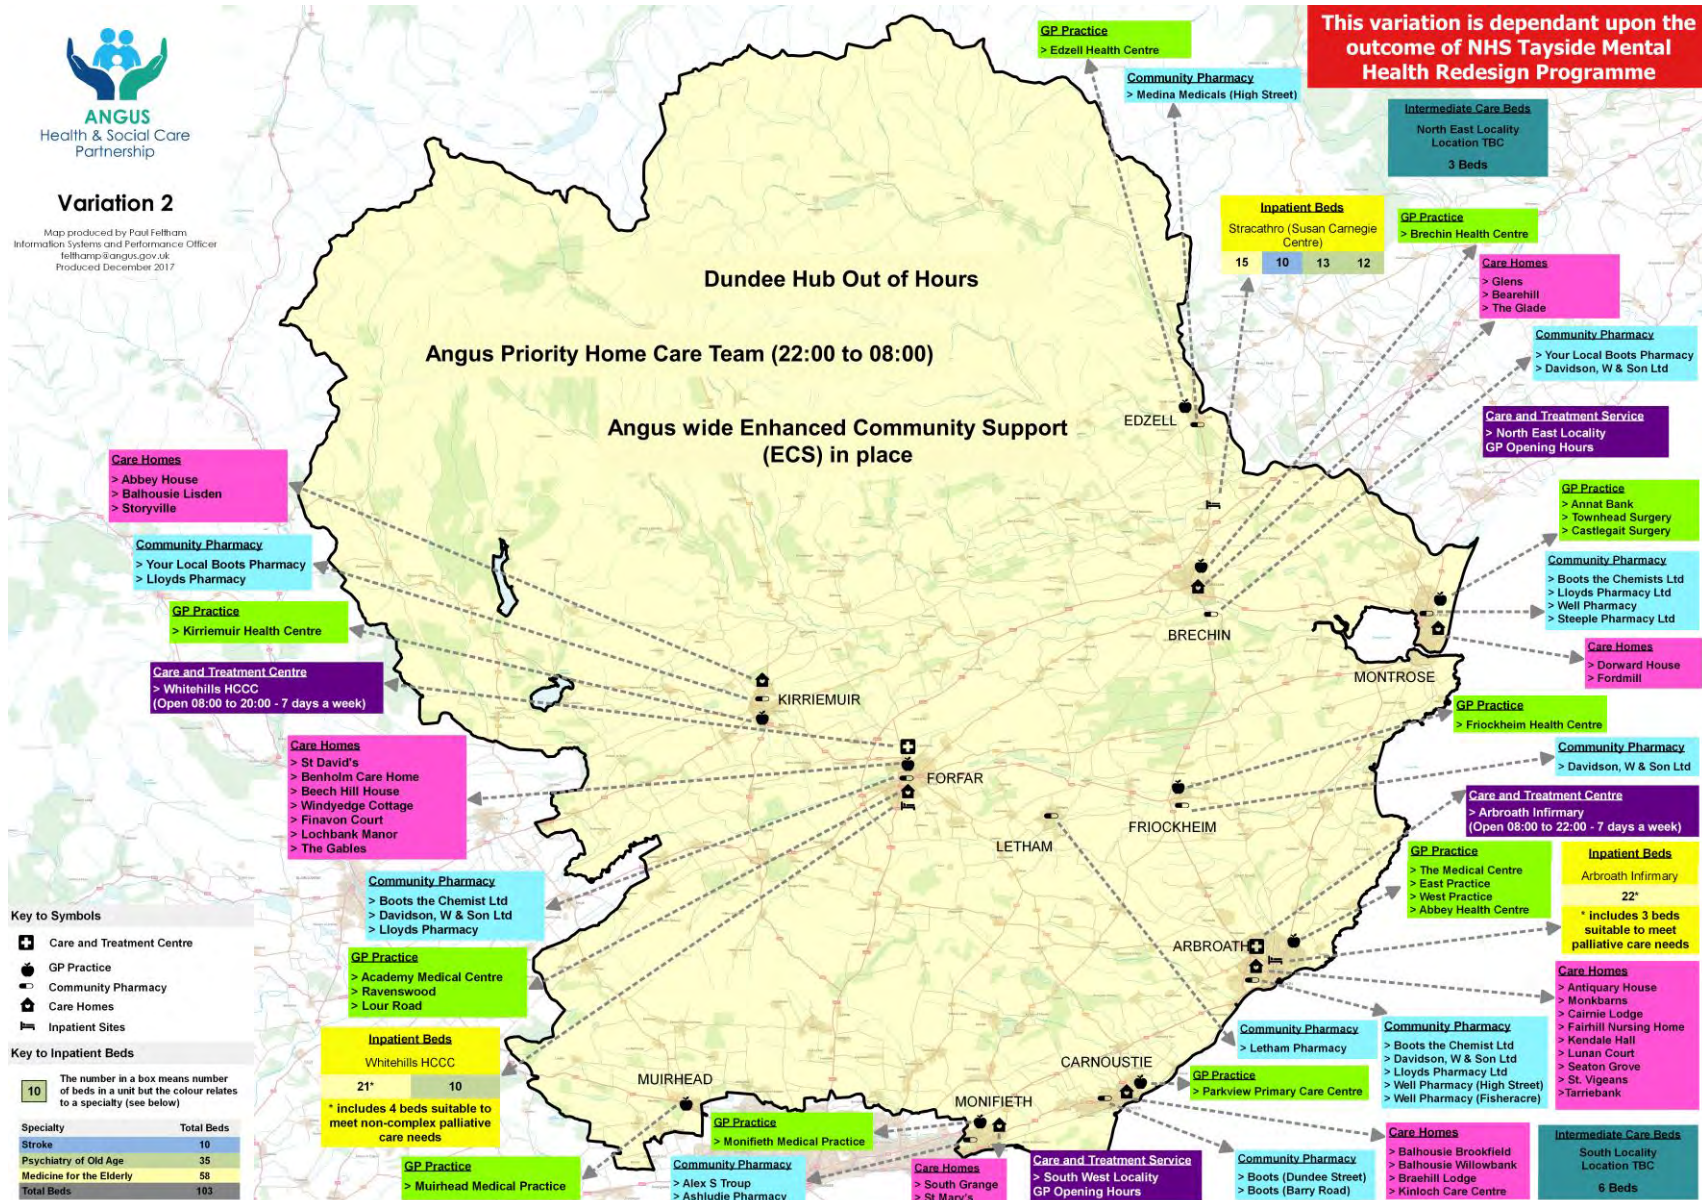 ANGUS
Health & Social Care
Partnership
Variation 2
Map produced by Paul Feltham
Information Systems and Performance Officer
felthamp@angus.gov.uk
Produced December 2017
This variation is dependant upon the
outcome of NHS Tayside Mental
Health Redesign Programme
GP Practice
> Edzell Health Centre
Community Pharmacy
> Medina Medicals (High Street)
Intermediate Care Beds
North East Locality
Location TBC
3 Beds
Inpatient Beds
Stracathro (Susan Carnegie
Centre)
15 10 13 12
GP Practice
> Brechin Health Centre
Care Homes
> Glens
> Bearehill
> The Glade
Community Pharmacy
> Your Local Boots Pharmacy
> Davidson, W & Son Ltd
Care and Treatment Service
> North East Locality
GP Opening Hours
GP Practice
> Annat Bank
> Townhead Surgery
> Castlegait Surgery
Community Pharmacy
> Boots the Chemists Ltd
> Lloyds Pharmacy Ltd
> Well Pharmacy
> Steeple Pharmacy Ltd
Care Homes
> Dorward House
> Fordmill
GP Practice
> Friockheim Health Centre
Community Pharmacy
> Davidson, W & Son Ltd
Care and Treatment Centre
> Arbroath Infirmary
(Open 08:00 to 22:00 - 7 days a week)
GP Practice
> The Medical Centre
> East Practice
> West Practice
> Abbey Health Centre
Inpatient Beds
Arbroath Infirmary
22*
* includes 3 beds
suitable to meet
palliative care needs
Care Homes
> Antiquary House
> Monkbarns
> Cairnie Lodge
> Fairhill Nursing Home
> Kendale Hall
> Lunan Court
> Seaton Grove
> St. Vigeans
>Tarriebank
Community Pharmacy
> Boots the Chemist Ltd
> Davidson, W & Son Ltd
> Lloyds Pharmacy Ltd
> Well Pharmacy (High Street)
> Well Pharmacy (Fisheracre)
Community Pharmacy
> Letham Pharmacy
GP Practice
> Parkview Primary Care Centre
Care Homes
> Balhousie Brookfield
> Balhousie Willowbank
> Braehill Lodge
> Kinloch Care Centre
Intermediate Care Beds
South Locality
Location TBC
6 Beds
Community Pharmacy
> Boots (Dundee Street)
> Boots (Barry Road)
Care and Treatment Service
> South West Locality
GP Opening Hours
Care Homes
> South Grange
> St Mary's
Community Pharmacy
> Alex S Troup
> Ashludie Pharmacy
GP Practice
> Monifieth Medical Practice
GP Practice
> Muirhead Medical Practice
Dundee Hub Out of Hours
Angus Priority Home Care Team (22:00 to 08:00)
Angus wide Enhanced Community Support
(ECS) in place
EDZELL
BRECHIN
MONTROSE
KIRRIEMUIR
FORFAR
LETHAM
FRIOCKHEIM
ARBROATH
CARNOUSTIE
MONIFIETH
MUIRHEAD
Care Homes
> Abbey House
> Balhousie Lisden
> Storyville
Community Pharmacy
> Your Local Boots Pharmacy
> Lloyds Pharmacy
GP Practice
> Kirriemuir Health Centre
Care and Treatment Centre
> Whitehills HCCC
(Open 08:00 to 20:00 - 7 days a week)
Care Homes
> St David's
> Benholm Care Home
> Beech Hill House
> Windyedge Cottage
> Finavon Court
> Lochbank Manor
> The Gables
Community Pharmacy
> Boots the Chemist Ltd
> Davidson, W & Son Ltd
> Lloyds Pharmacy
GP Practice
> Academy Medical Centre
> Ravenswood
> Lour Road
Inpatient Beds
Whitehills HCCC
21* 10
* includes 4 beds suitable to
meet non-complex palliative
care needs
Key to Symbols
Care and Treatment Centre
GP Practice
Community Pharmacy
Care Homes
Inpatient Sites
Key to Inpatient Beds
10
The number in a box means number
of beds in a unit but the colour relates
to a specialty (see below)
Specialty Total Beds
Stroke 10
Psychiatry of Old Age 35
Medicine for the Elderly 58
Total Beds 103